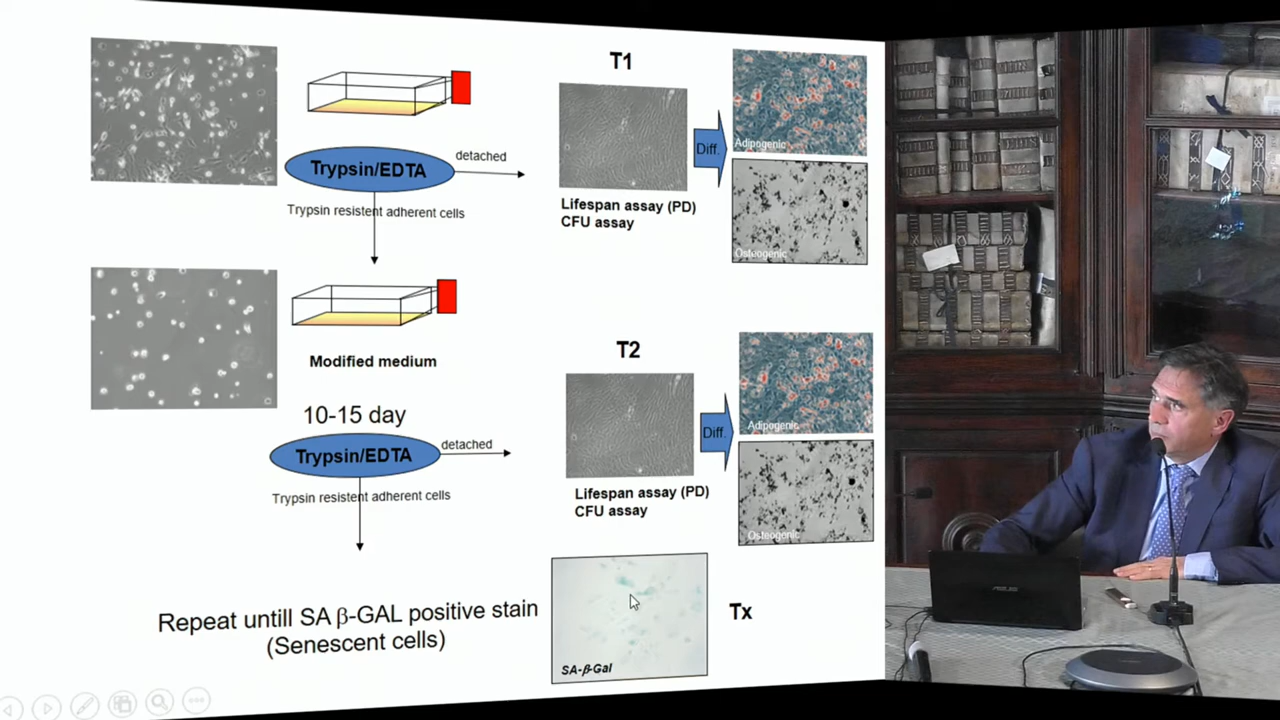 T1
Trypsin/EDTA
detached
Diff.
Adipogenic
Trypsin resistent adherent cells
Lifespan assay (PD)
CFU assay
Osteogenic
Modified medium
T2
10-15 day
Adipogenic
Trypsin/EDTA
detached
Diff.
Trypsin resistent adherent cells
Lifespan assay (PD)
CFU assay
Osteogenic
Repeat untill SA β-GAL positive stain
(Senescent cells)
Tx
SA-β-Gal
ASUS